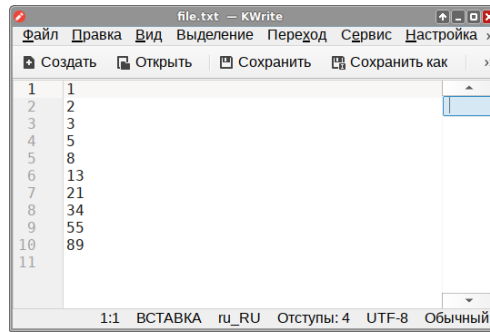 file.txt — KWrite
Файл Правка Вид Выделение Переход Сервис Настройка
Создать Открыть Сохранить Сохранить как
1 1
2 2
3 3
4 5
5 8
6 13
7 21
8 34
9 55
10 89
11
1:1 ВСТАВКА ru_RU Отступы: 4 UTF-8 Обычный